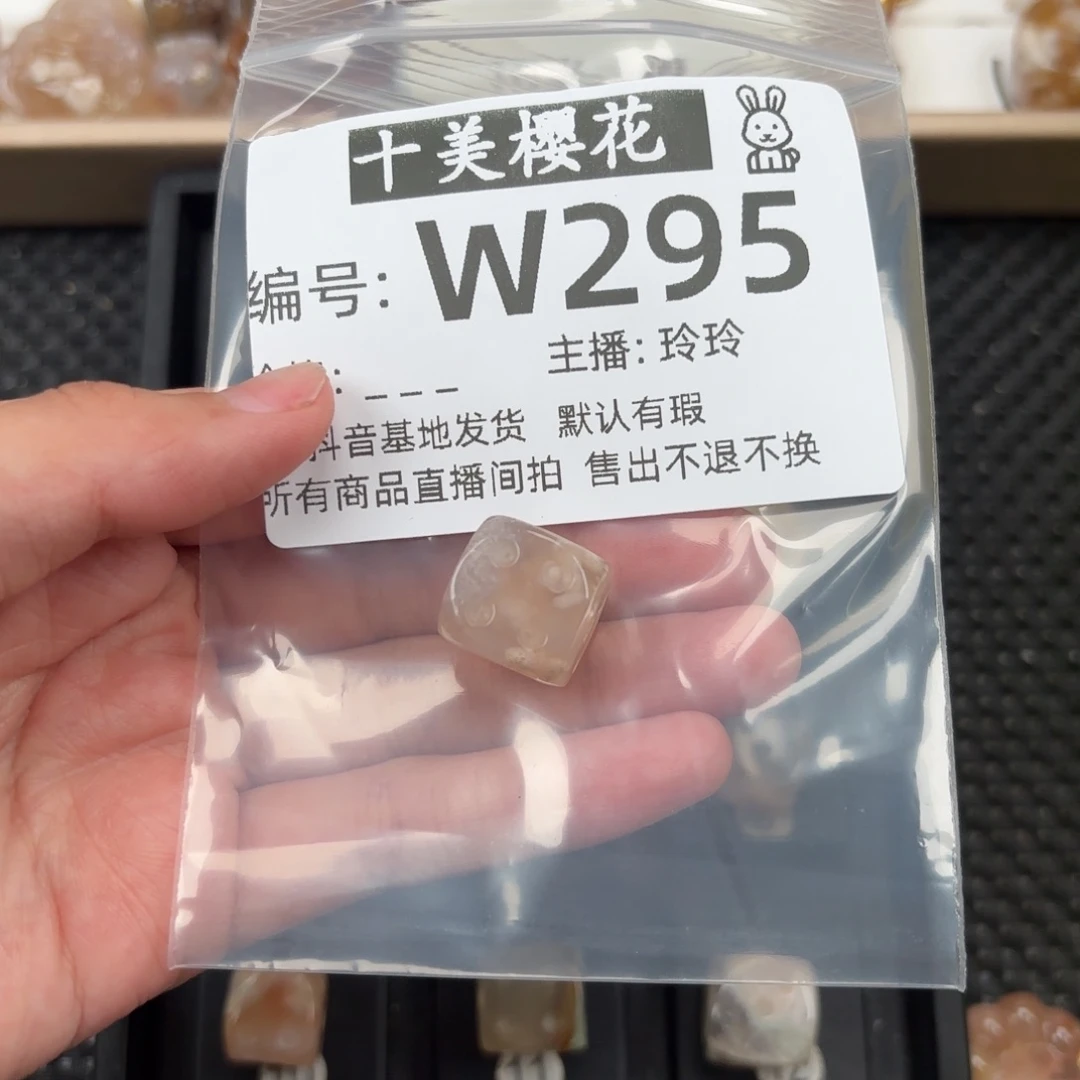 十美樱花
编号: W295
主播: 玲玲
: _ _ _
抖音基地发货 默认有瑕
所有商品直播间拍 售出不退不换